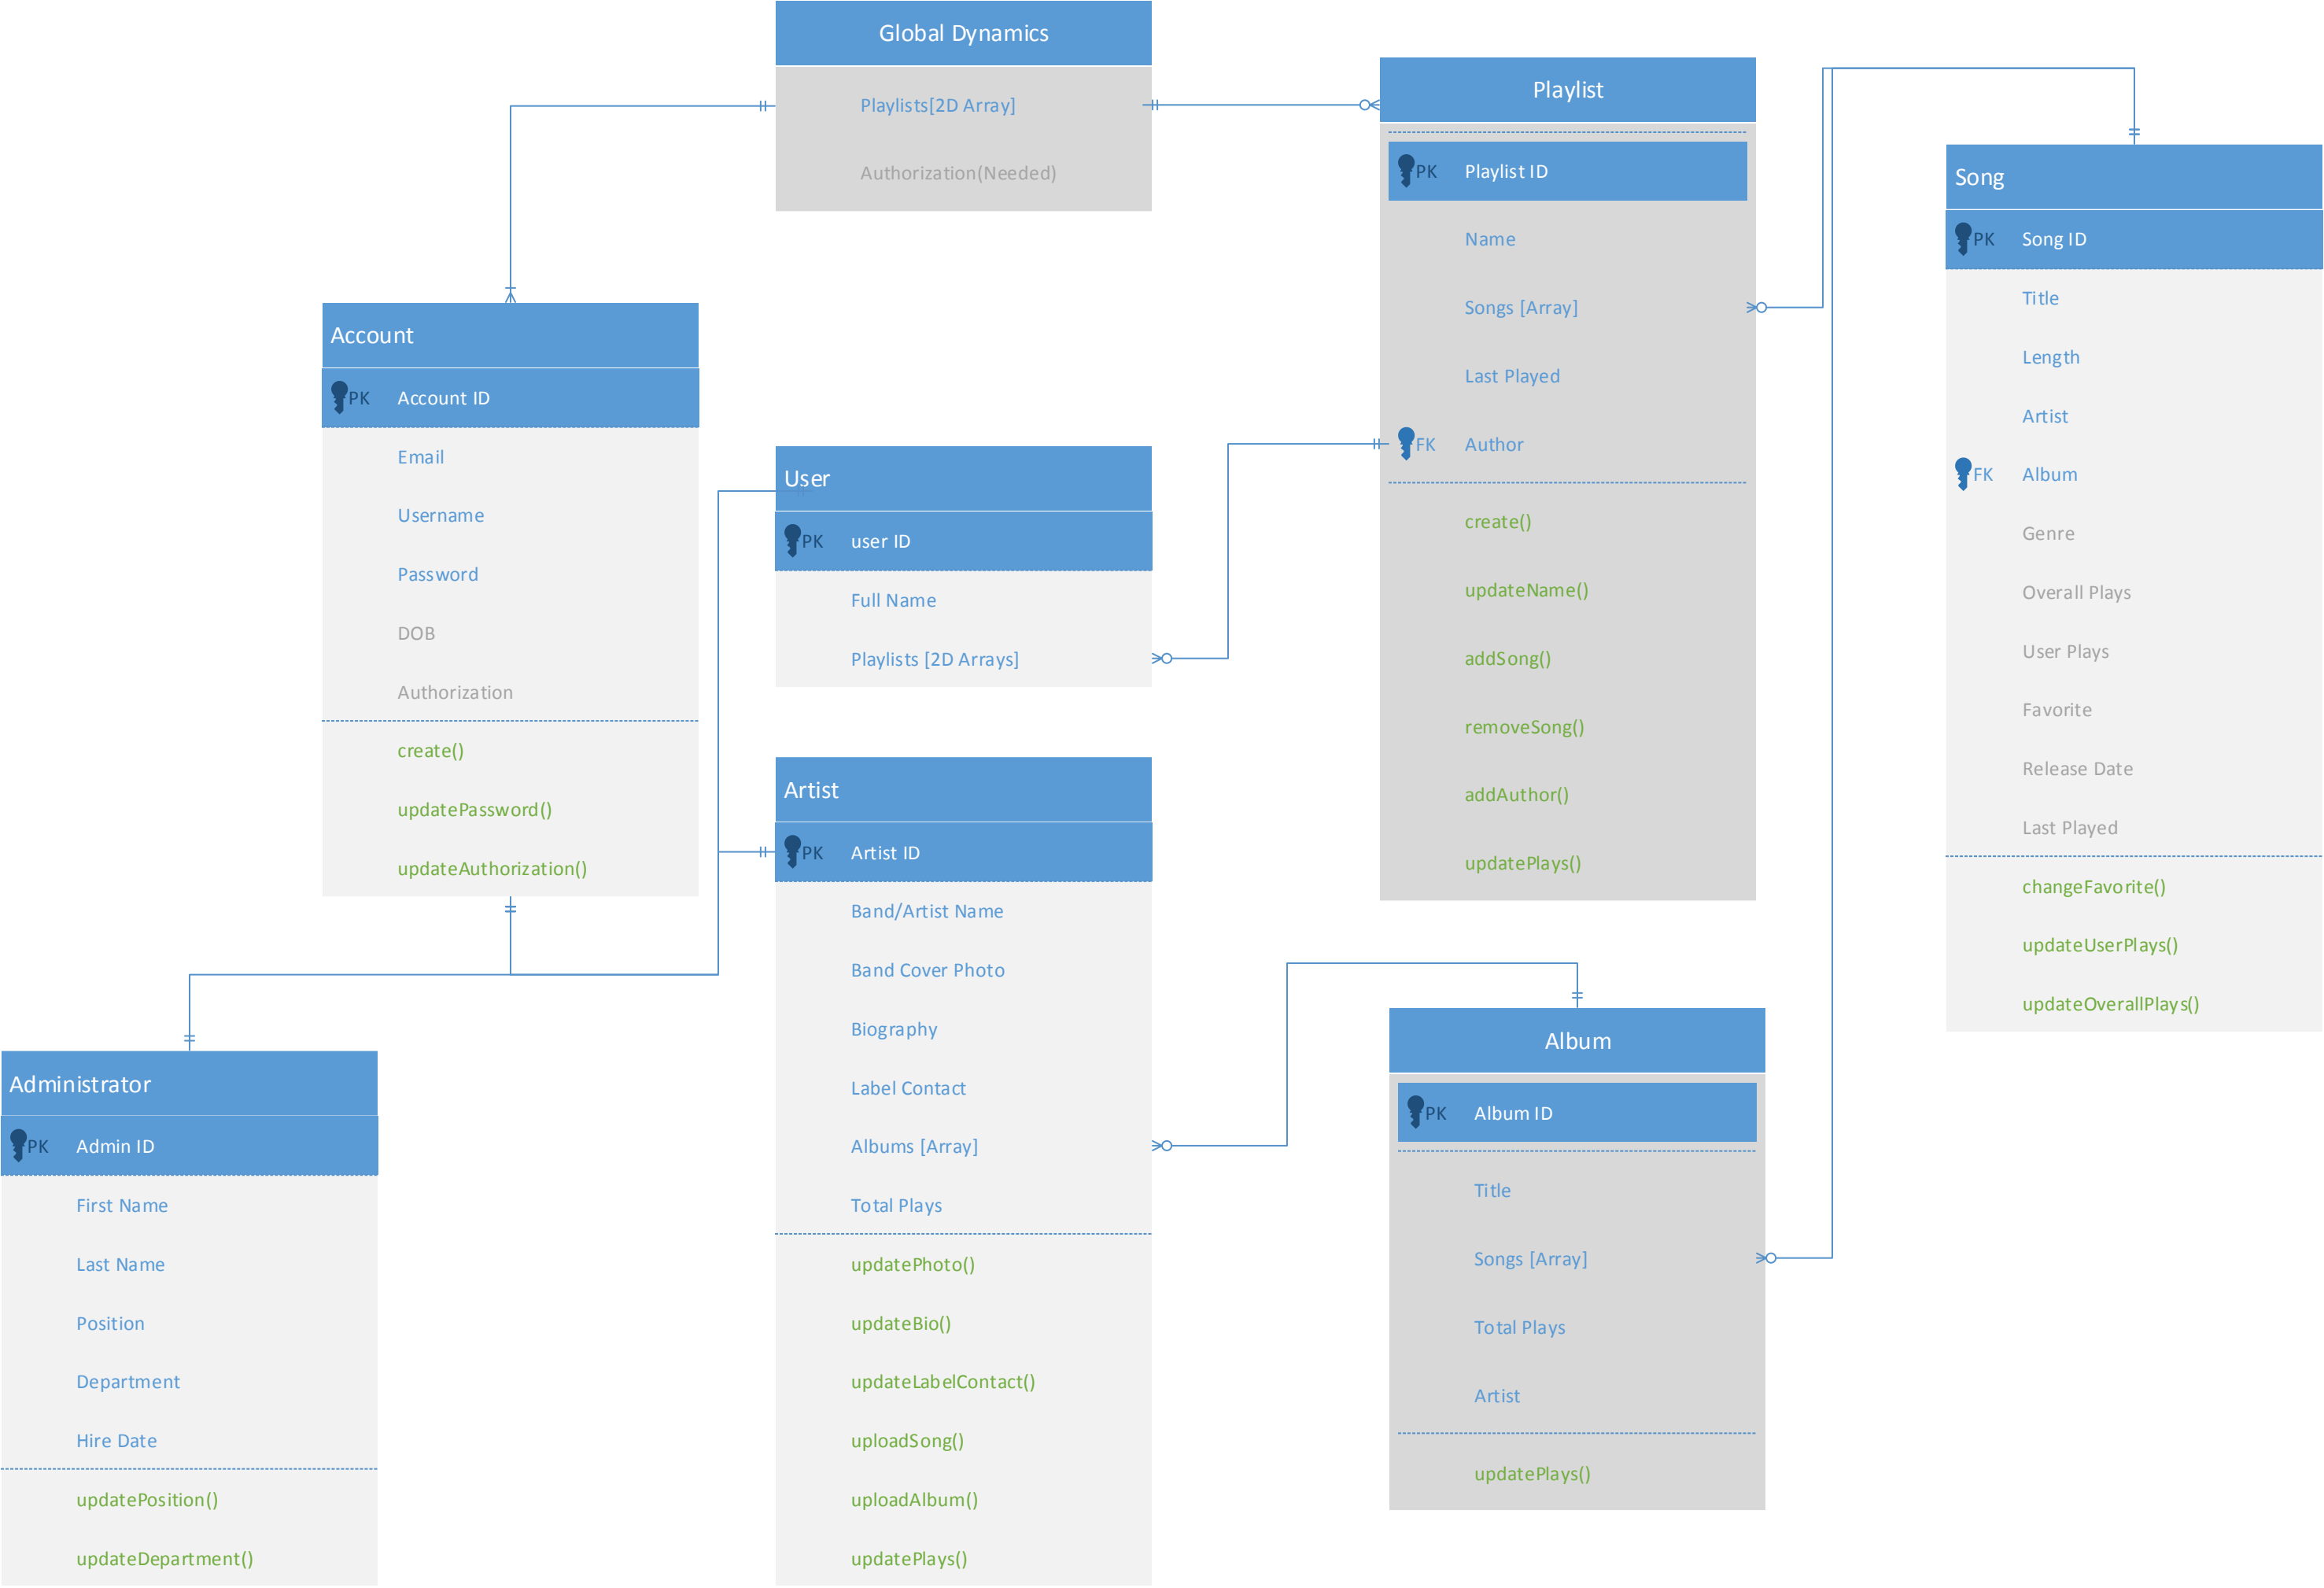 Global Dynamics
Playlists[2D Array]
Authorization(Needed)
Playlist
PK Playlist ID
Name
Songs [Array]
Last Played
FK Author
create()
updateName()
addSong()
removeSong()
addAuthor()
updatePlays()
Song
PK Song ID
Title
Length
Artist
FK Album
Genre
Overall Plays
User Plays
Favorite
Release Date
Last Played
changeFavorite()
updateUserPlays()
updateOverallPlays()
Account
PK Account ID
Email
Username
Password
DOB
Authorization
create()
updatePassword()
updateAuthorization()
User
PK user ID
Full Name
Playlists [2D Arrays]
Artist
PK Artist ID
Band/Artist Name
Band Cover Photo
Biography
Label Contact
Albums [Array]
Total Plays
updatePhoto()
updateBio()
updateLabelContact()
uploadSong()
uploadAlbum()
updatePlays()
Album
PK Album ID
Title
Songs [Array]
Total Plays
Artist
updatePlays()
Administrator
PK Admin ID
First Name
Last Name
Position
Department
Hire Date
updatePosition()
updateDepartment()